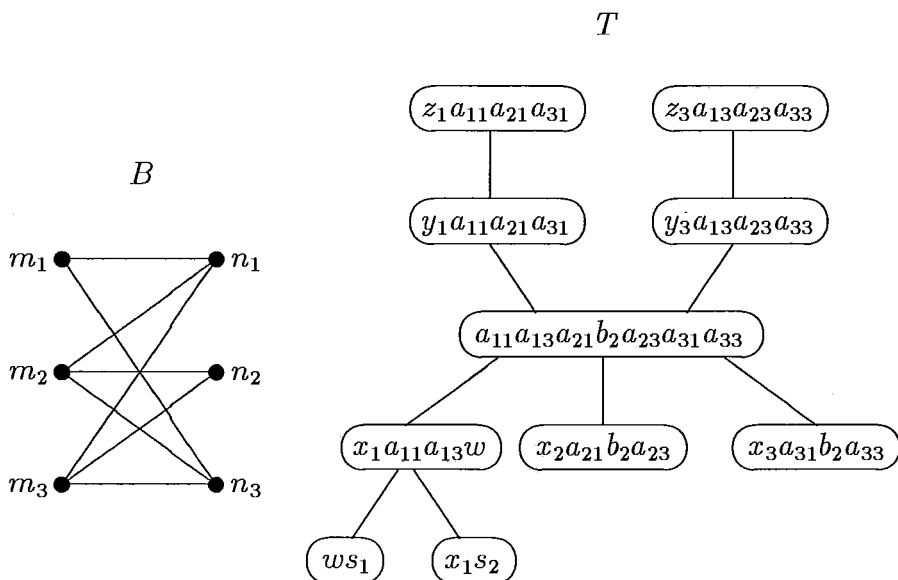 T
z₁a₁₁a₂₁a₃₁ z₃a₁₃a₂₃a₃₃
B
y₁a₁₁a₂₁a₃₁ y₃a₁₃a₂₃a₃₃
m₁ n₁
a₁₁a₁₃a₂₁b₂a₂₃a₃₁a₃₃
m₂ n₂
x₁a₁₁a₁₃w x₂a₂₁b₂a₂₃ x₃a₃₁b₂a₃₃
m₃ n₃
ws₁ x₁s₂